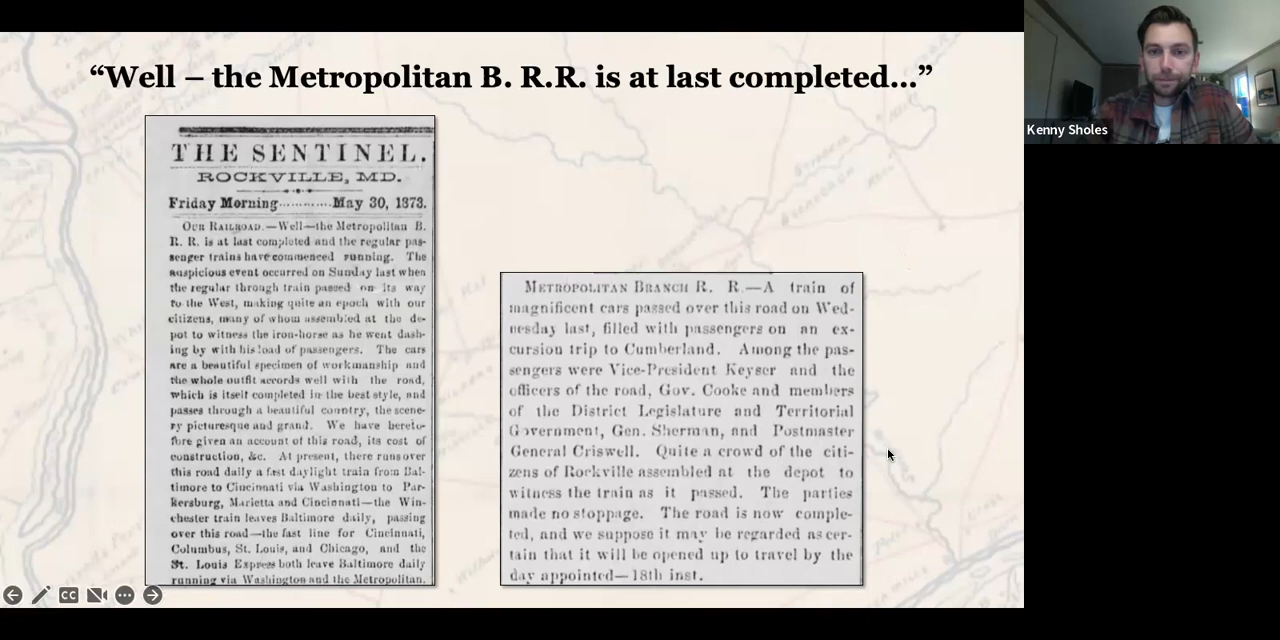 “Well – the Metropolitan B. R.R. is at last completed...”
THE SENTINEL.
ROCKVILLE, MD.
Friday Morning............May 30, 1873.
OUR RAILROAD.—Well—the Metropolitan B.
R. R. is at last completed and the regular pas-
senger trains have commenced running. The
auspicious event occurred on Sunday last when
the regular through train passed on its way
to the West, making quite an epoch with our
citizens, many of whom assembled at the de-
pot to witness the iron-horse as he went dash-
ing by with his load of passengers. The cars
are a beautiful specimen of workmanship and
the whole outfit accords well with the road,
which is itself completed in the best style, and
passes through a beautiful country, the scene-
ry picturesque and grand. We have hereto-
fore given an account of this road, its cost of
construction, &c. At present, there runs over
this road daily a fast daylight train from Bal-
timore to Cincinnati via Washington to Par-
kersburg, Marietta and Cincinnati—the Win-
chester train leaves Baltimore daily, passing
over this road—the fast line for Cincinnati,
Columbus, St. Louis, and Chicago, and the
St. Louis Express both leave Baltimore daily
running via Washington and the Metropolitan.
METROPOLITAN BRANCH R. R.—A train of
magnificent cars passed over this road on Wed-
nesday last, filled with passengers on an ex-
cursion trip to Cumberland. Among the pas-
sengers were Vice-President Keyser and the
officers of the road, Gov. Cooke and members
of the District Legislature and Territorial
Government, Gen. Sherman, and Postmaster
General Criswell. Quite a crowd of the citi-
zens of Rockville assembled at the depot to
witness the train as it passed. The parties
made no stoppage. The road is now comple-
ted, and we suppose it may be regarded as cer-
tain that it will be opened up to travel by the
day appointed—18th inst.
CC
Kenny Sholes